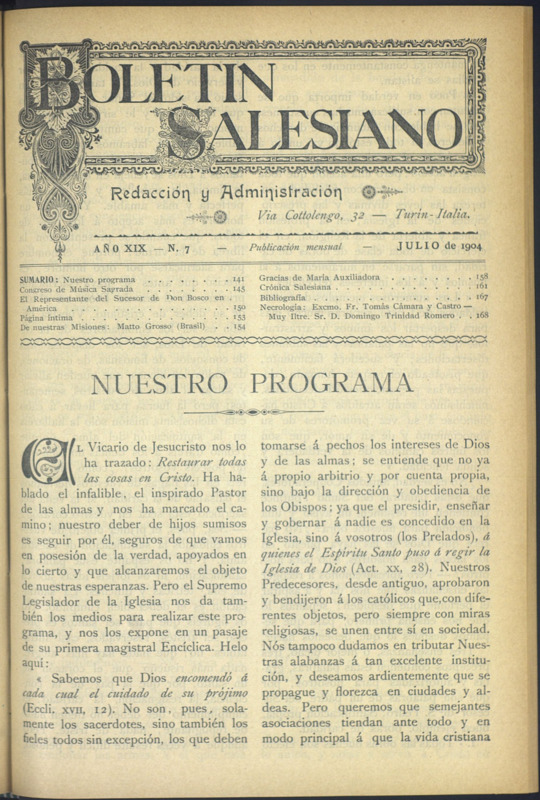 BOLETIN
SALESIANO
Redacción y Administración
Via Cottolengo, 32 — Turin-Italia.
AÑO XIX — N. 7 — Publicación mensual — JULIO de 1904
SUMARIO: Nuestro programa . . . . . . . . 141
Congreso de Música Sagrada . . . . . . . 145
El Representante del Sucesor de Don Bosco en
América . . . . . . . . . . . . . 150
Página íntima . . . . . . . . . . . 153
De nuestras Misiones: Matto Grosso (Brasil) . . 154
Gracias de María Auxiliadora . . . . . . . 158
Crónica Salesiana . . . . . . . . . . 161
Bibliografía . . . . . . . . . . . . 167
Necrología: Excmo. Fr. Tomás Cámara y Castro —
Muy Iltre. Sr. D. Domingo Trinidad Romero . . 168
NUESTRO PROGRAMA
EL Vicario de Jesucristo nos lo
ha trazado: Restaurar todas
las cosas en Cristo. Ha ha-
blado el infalible, el inspirado Pastor
de las almas y nos ha marcado el ca-
mino; nuestro deber de hijos sumisos
es seguir por él, seguros de que vamos
en posesión de la verdad, apoyados en
lo cierto y que alcanzaremos el objeto
de nuestras esperanzas. Pero el Supremo
Legislador de la Iglesia nos da tam-
bién los medios para realizar este pro-
grama, y nos los expone en un pasaje
de su primera magistral Encíclica. Helo
aquí:
« Sabemos que Dios encomendó á
cada cual el cuidado de su prójimo
(Eccli, XVII, 12). No son, pues, sola-
mente los sacerdotes, sino también los
fieles todos sin excepción, los que deben
tomarse á pechos los intereses de Dios
y de las almas; se entiende que no ya
á propio arbitrio y por cuenta propia,
sino bajo la dirección y obediencia de
los Obispos; ya que el presidir, enseñar
y gobernar á nadie es concedido en la
Iglesia, sino á vosotros (los Prelados), á
quienes el Espíritu Santo puso á regir la
Iglesia de Dios (Act. XX, 28). Nuestros
Predecesores, desde antiguo, aprobaron
y bendijeron á los católicos que,con dife-
rentes objetos, pero siempre con miras
religiosas, se unen entre sí en sociedad.
Nós tampoco dudamos en tributar Nues-
tras alabanzas á tan excelente institu-
ción, y deseamos ardientemente que se
propague y florezca en ciudades y al-
deas. Pero queremos que semejantes
asociaciones tiendan ante todo y en
modo principal á que la vida cristiana